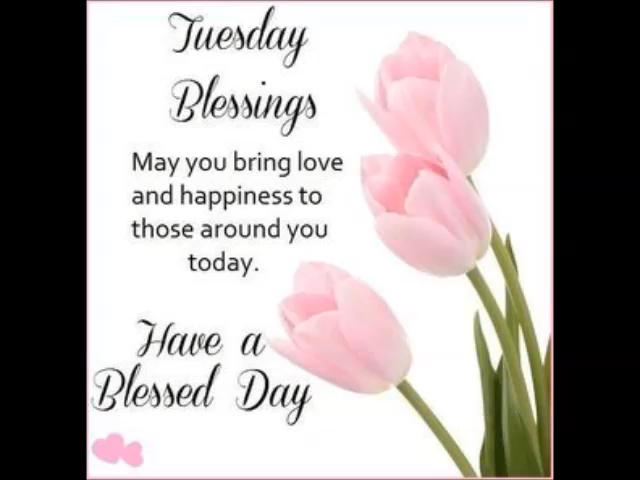 Tuesday
Blessings
May you bring love
and happiness to
those around you
today.
Have a
Blessed Day